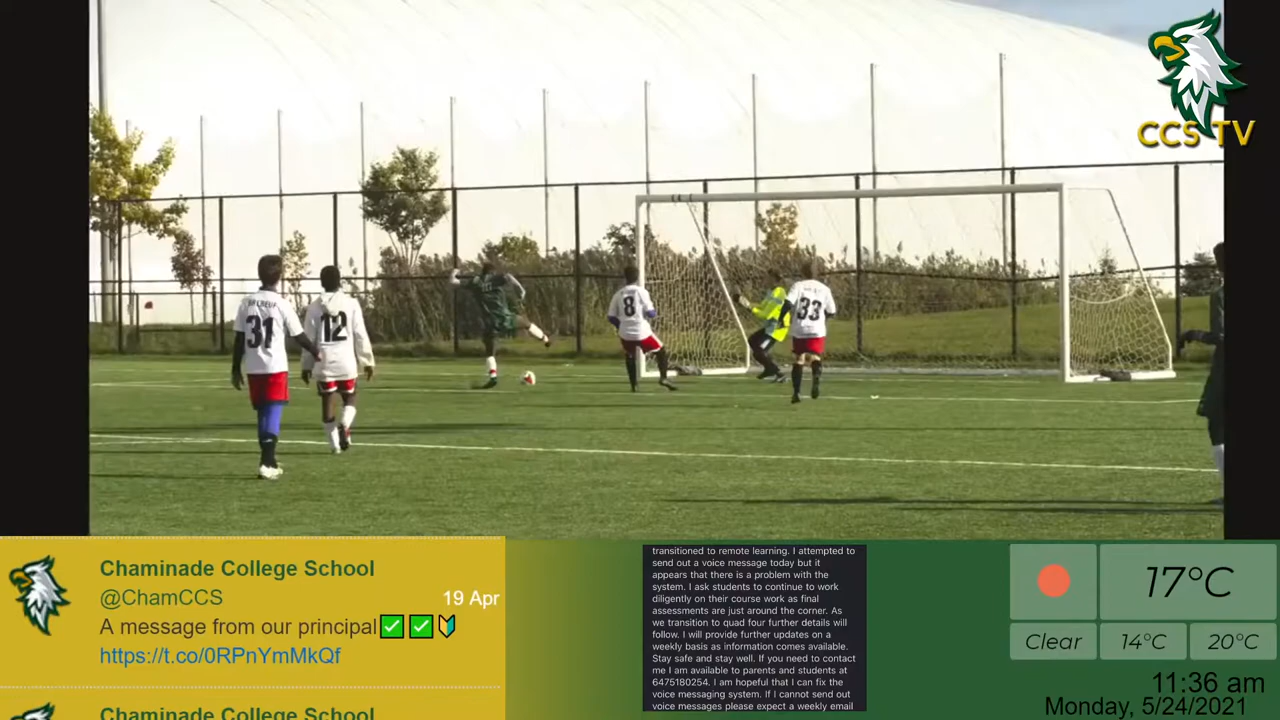 CCS TV
31
12
8
33
Chaminade College School
@ChamCCS
19 Apr
A message from our principal✅✅🔰
https://t.co/0RPnYmMkQf
Chaminade College School
transitioned to remote learning. I attempted to
send out a voice message today but it
appears that there is a problem with the
system. I ask students to continue to work
diligently on their course work as final
assessments are just around the corner. As
we transition to quad four further details will
follow. I will provide further updates on a
weekly basis as information comes available.
Stay safe and stay well. If you need to contact
me I am available to parents and students at
6475180254. I am hopeful that I can fix the
voice messaging system. If I cannot send out
voice messages please expect a weekly email
17°C
Clear
14°C
20°C
11:36 am
Monday, 5/24/2021